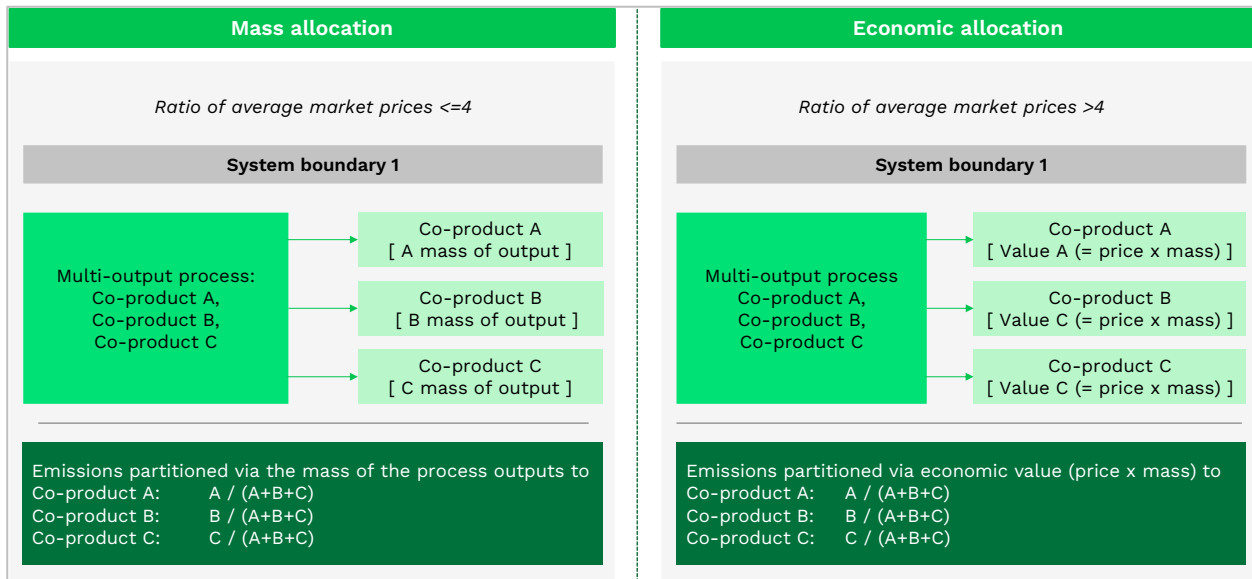 Mass allocation
Ratio of average market prices <=4
System boundary 1
Multi-output process:
Co-product A,
Co-product B,
Co-product C
Co-product A
[ A mass of output ]
Co-product B
[ B mass of output ]
Co-product C
[ C mass of output ]
Emissions partitioned via the mass of the process outputs to
Co-product A: A / (A+B+C)
Co-product B: B / (A+B+C)
Co-product C: C / (A+B+C)
Economic allocation
Ratio of average market prices >4
System boundary 1
Multi-output process
Co-product A,
Co-product B,
Co-product C
Co-product A
[ Value A (= price x mass) ]
Co-product B
[ Value C (= price x mass) ]
Co-product C
[ Value C (= price x mass) ]
Emissions partitioned via economic value (price x mass) to
Co-product A: A / (A+B+C)
Co-product B: B / (A+B+C)
Co-product C: C / (A+B+C)